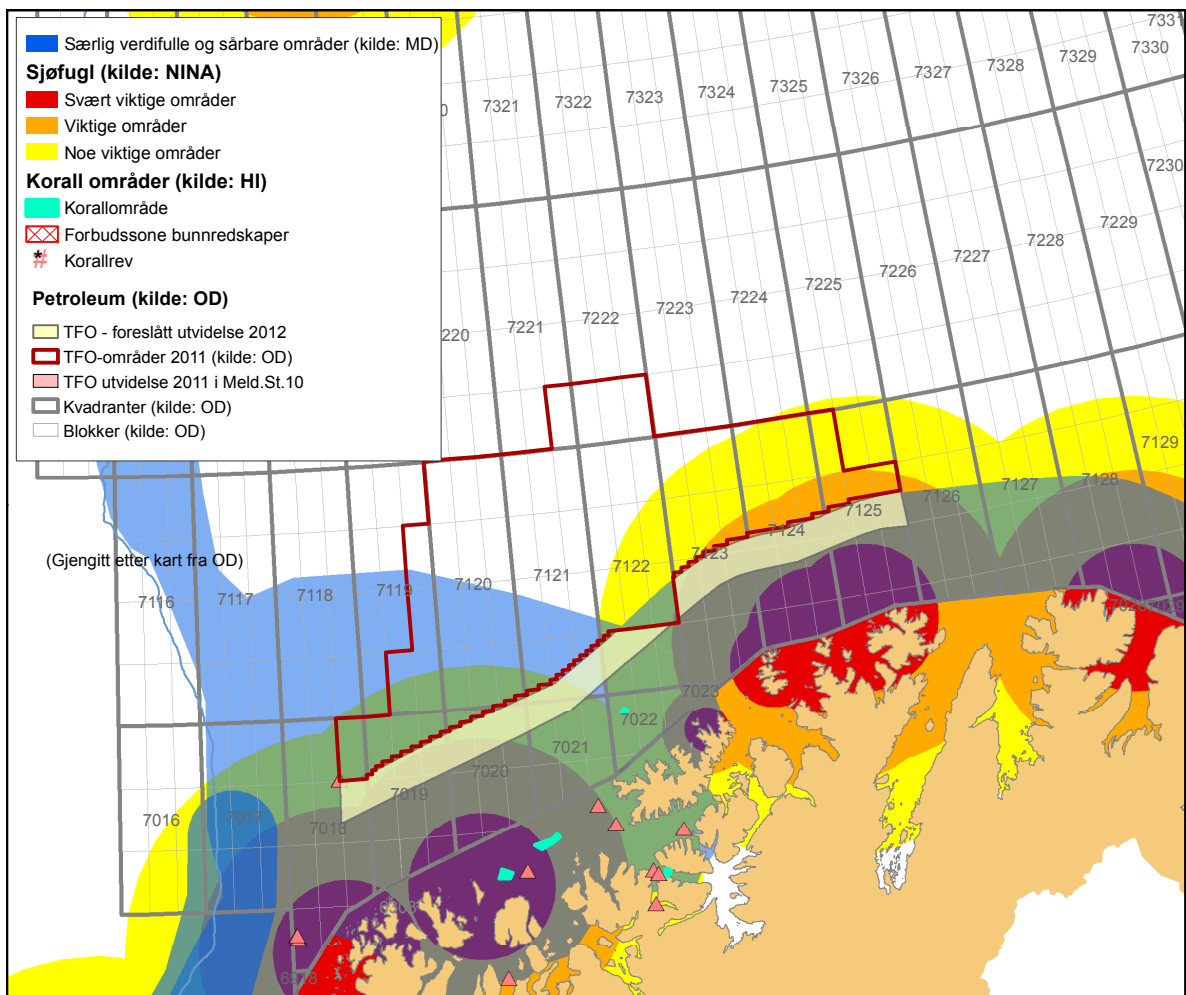 Særlig verdifulle og sårbare områder (kilde: MD)
Sjøfugl (kilde: NINA)
Svært viktige områder
Viktige områder
Noe viktige områder
Korall områder (kilde: HI)
Korallområde
Forbudssone bunnredskaper
Korallrev
Petroleum (kilde: OD)
TFO - foreslått utvidelse 2012
TFO-områder 2011 (kilde: OD)
TFO utvidelse 2011 i Meld.St.10
Kvadranter (kilde: OD)
Blokker (kilde: OD)
(Gjengitt etter kart fra OD)
7321 7322 7323 7324 7325 7326 7327 7328 7330 7331
220 7221 7222 7223 7224 7225 7226 7227 7228 7229 7230
7116 7117 7118 7119 7120 7121 7122 7123 7124 7125 7126 7127 7128 7129
7016 7017 7018 7019 7020 7021 7022 7023
6918